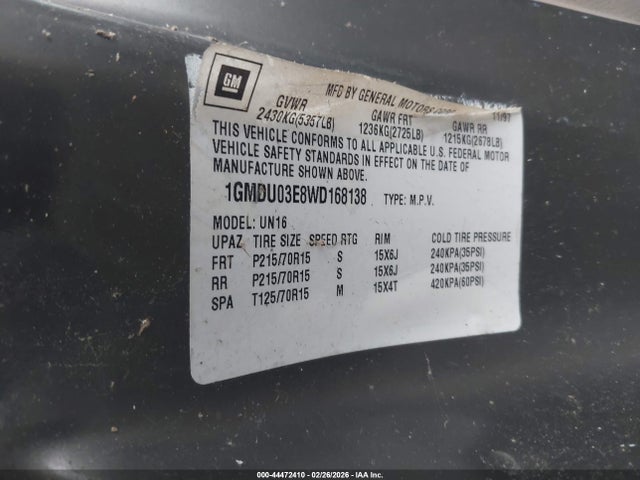 GM
MFD BY GENERAL MOTORS
11/97
GVWR GAWR FRT GAWR RR
2430KG(5357LB) 1236KG(2725LB) 1215KG(2678LB)
THIS VEHICLE CONFORMS TO ALL APPLICABLE U.S. FEDERAL MOTOR
VEHICLE SAFETY STANDARDS IN EFFECT ON THE DATE OF
MANUFACTURE SHOWN ABOVE.
1GMDU03E8WD168138 TYPE: M.P.V.
MODEL: UN16
UPAZ TIRE SIZE SPEED RTG RIM COLD TIRE PRESSURE
FRT P215/70R15 S 15X6J 240KPA(35PSI)
RR P215/70R15 S 15X6J 240KPA(35PSI)
SPA T125/70R15 M 15X4T 420KPA(60PSI)
000-44472410 - 02/26/2026 - IAA Inc.